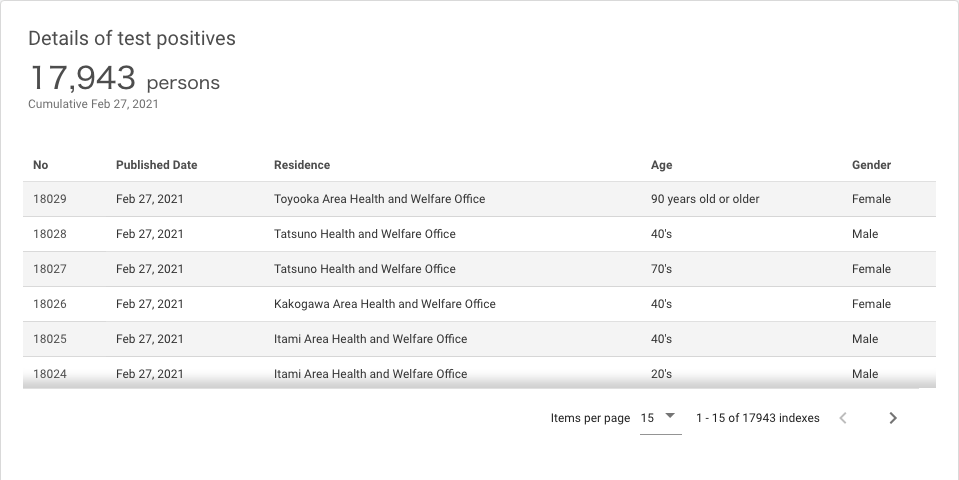 Details of test positives
17,943 persons
Cumulative Feb 27, 2021
No Published Date Residence Age Gender
18029 Feb 27, 2021 Toyooka Area Health and Welfare Office 90 years old or older Female
18028 Feb 27, 2021 Tatsuno Health and Welfare Office 40's Male
18027 Feb 27, 2021 Tatsuno Health and Welfare Office 70's Female
18026 Feb 27, 2021 Kakogawa Area Health and Welfare Office 40's Female
18025 Feb 27, 2021 Itami Area Health and Welfare Office 40's Male
18024 Feb 27, 2021 Itami Area Health and Welfare Office 20's Male
Items per page 15 1 - 15 of 17943 indexes